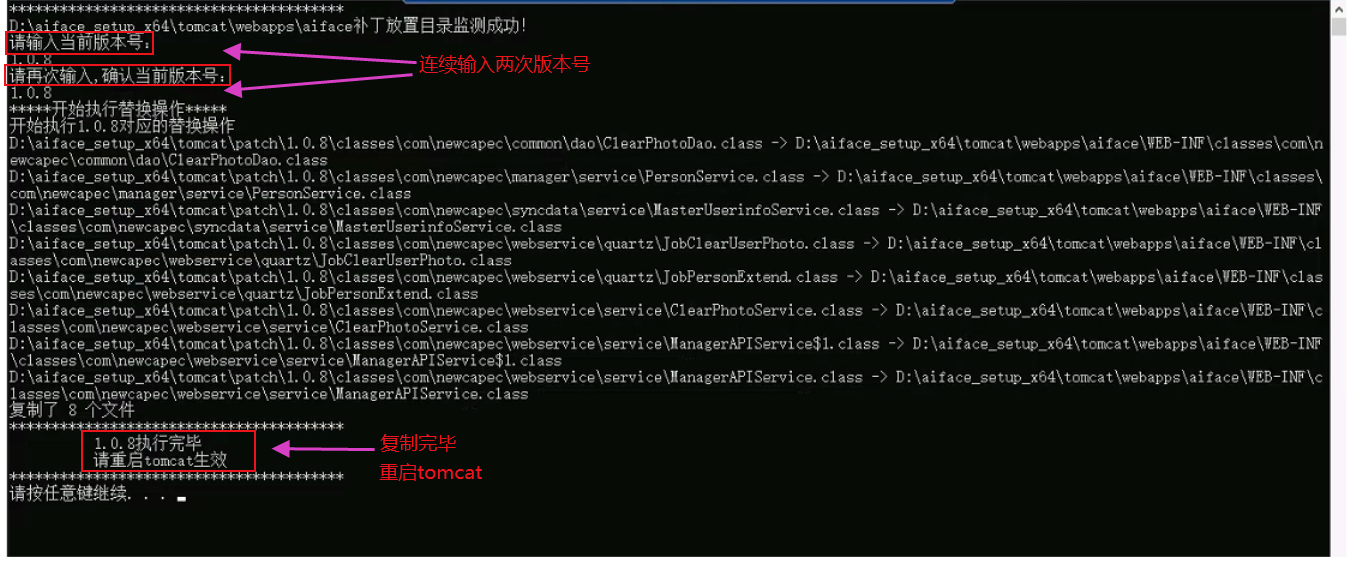 ****************************************
D:\aiface_setup_x64\tomcat\webapps\aiface补丁放置目录监测成功!
请输入当前版本号:
1.0.8
连续输入两次版本号
请再次输入,确认当前版本号:
1.0.8
*****开始执行替换操作*****
开始执行1.0.8对应的替换操作
D:\aiface_setup_x64\tomcat\patch\1.0.8\classes\com\newcapec\common\dao\ClearPhotoDao.class -> D:\aiface_setup_x64\tomcat\webapps\aiface\WEB-INF\classes\com\n
ewcapec\common\dao\ClearPhotoDao.class
D:\aiface_setup_x64\tomcat\patch\1.0.8\classes\com\newcapec\manager\service\PersonService.class -> D:\aiface_setup_x64\tomcat\webapps\aiface\WEB-INF\classes\
com\newcapec\manager\service\PersonService.class
D:\aiface_setup_x64\tomcat\patch\1.0.8\classes\com\newcapec\syncdata\service\MasterUserinfoService.class -> D:\aiface_setup_x64\tomcat\webapps\aiface\WEB-INF
\classes\com\newcapec\syncdata\service\MasterUserinfoService.class
D:\aiface_setup_x64\tomcat\patch\1.0.8\classes\com\newcapec\webservice\quartz\JobClearUserPhoto.class -> D:\aiface_setup_x64\tomcat\webapps\aiface\WEB-INF\cl
asses\com\newcapec\webservice\quartz\JobClearUserPhoto.class
D:\aiface_setup_x64\tomcat\patch\1.0.8\classes\com\newcapec\webservice\quartz\JobPersonExtend.class -> D:\aiface_setup_x64\tomcat\webapps\aiface\WEB-INF\clas
ses\com\newcapec\webservice\quartz\JobPersonExtend.class
D:\aiface_setup_x64\tomcat\patch\1.0.8\classes\com\newcapec\webservice\service\ClearPhotoService.class -> D:\aiface_setup_x64\tomcat\webapps\aiface\WEB-INF\c
lasses\com\newcapec\webservice\service\ClearPhotoService.class
D:\aiface_setup_x64\tomcat\patch\1.0.8\classes\com\newcapec\webservice\service\ManagerAPIService$1.class -> D:\aiface_setup_x64\tomcat\webapps\aiface\WEB-INF
\classes\com\newcapec\webservice\service\ManagerAPIService$1.class
D:\aiface_setup_x64\tomcat\patch\1.0.8\classes\com\newcapec\webservice\service\ManagerAPIService.class -> D:\aiface_setup_x64\tomcat\webapps\aiface\WEB-INF\c
lasses\com\newcapec\webservice\service\ManagerAPIService.class
复制了 8 个文件
****************************************
1.0.8执行完毕
请重启tomcat生效
复制完毕
重启tomcat
****************************************
请按任意键继续. . .